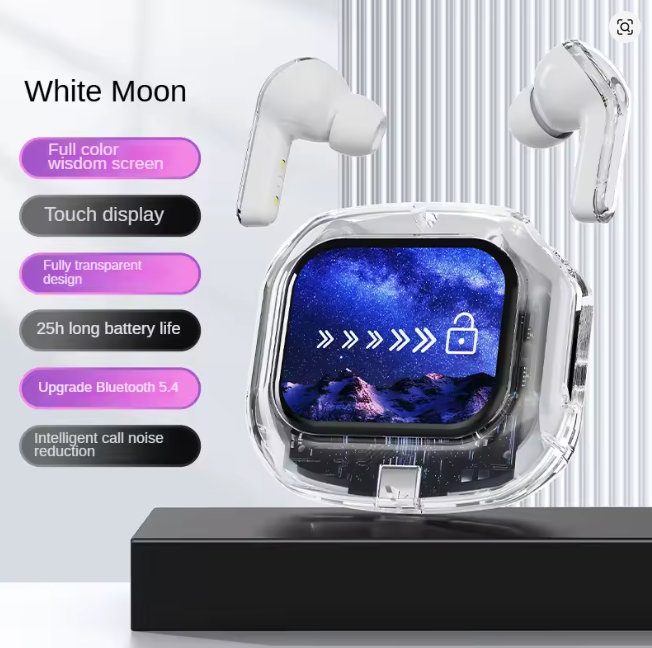 White Moon
Full color
wisdom screen
Touch display
Fully transparent
design
25h long battery life
Upgrade Bluetooth 5.4
Intelligent call noise
reduction